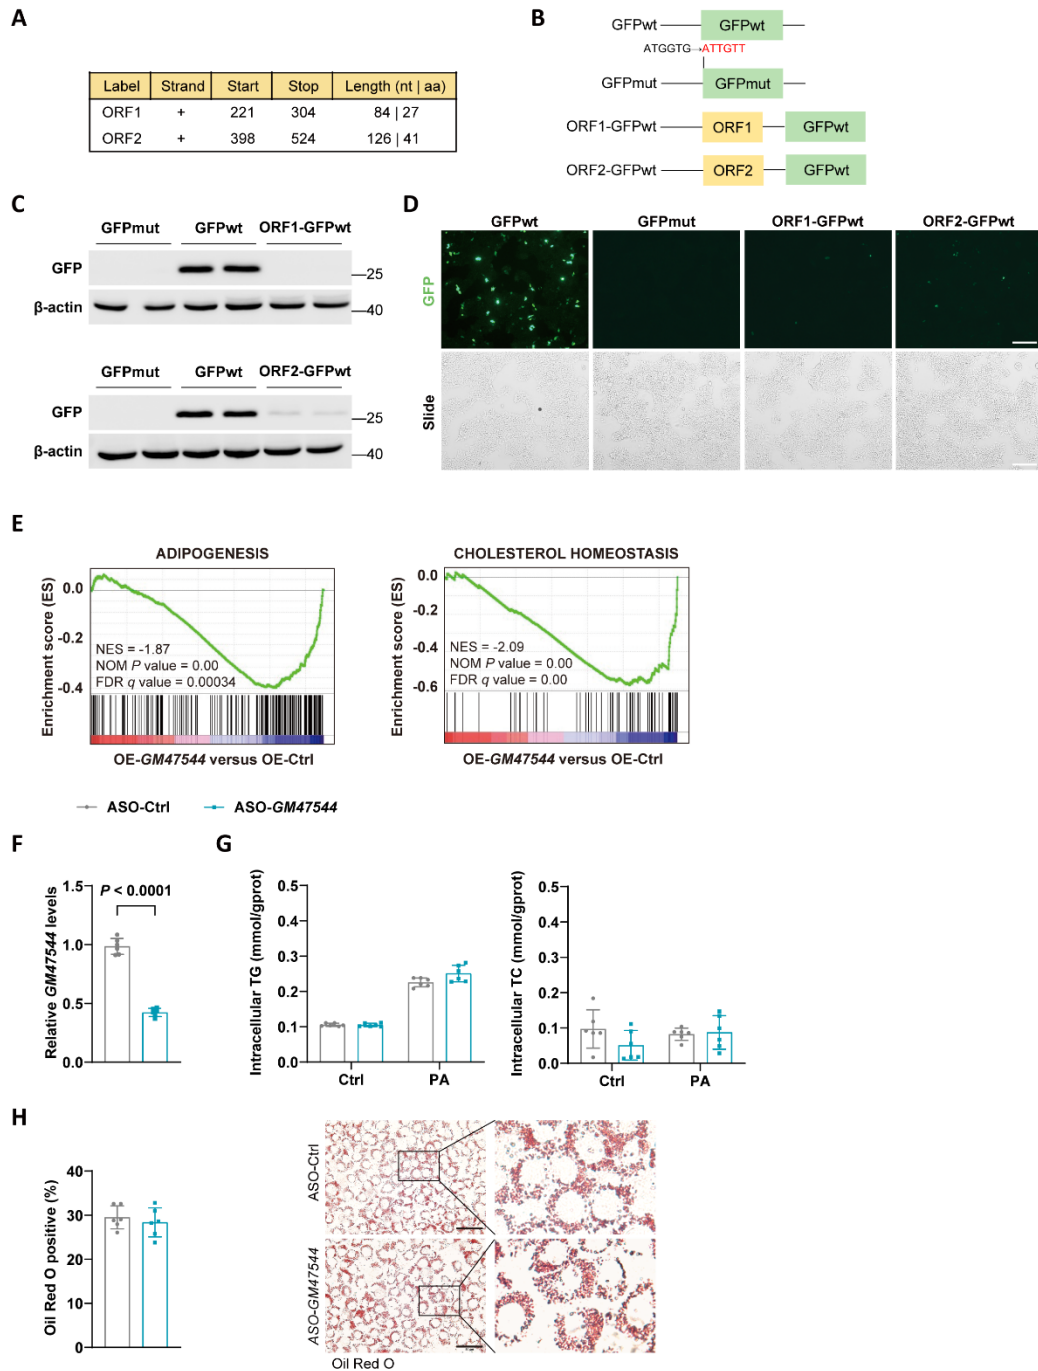 A
Label Strand Start Stop Length (nt | aa)
ORF1 + 221 304 84 | 27
ORF2 + 398 524 126 | 41
B
GFPwt GFPwt
ATGGTG→ATTGTT
GFPmut GFPmut
ORF1-GFPwt ORF1 GFPwt
ORF2-GFPwt ORF2 GFPwt
C
GFPmut GFPwt ORF1-GFPwt
GFP 25
β-actin 40
GFPmut GFPwt ORF2-GFPwt
GFP 25
β-actin 40
D
GFPwt GFPmut ORF1-GFPwt ORF2-GFPwt
GFP
Slide
E
ADIPOGENESIS
Enrichment score (ES)
0.0
-0.2
-0.4
NES = -1.87
NOM P value = 0.00
FDR q value = 0.00034
OE-GM47544 versus OE-Ctrl
CHOLESTEROL HOMEOSTASIS
Enrichment score (ES)
0.0
-0.2
-0.4
-0.6
NES = -2.09
NOM P value = 0.00
FDR q value = 0.00
OE-GM47544 versus OE-Ctrl
ASO-Ctrl ASO-GM47544
F
Relative GM47544 levels
1.5
1.0
0.5
0.0
P < 0.0001
G
Intracellular TG (mmol/gprot)
0.5
0.4
0.3
0.2
0.1
0.0
Ctrl PA
Intracellular TC (mmol/gprot)
0.5
0.4
0.3
0.2
0.1
0.0
Ctrl PA
H
Oil Red O positive (%)
40
30
20
10
0
ASO-Ctrl
ASO-GM47544
Oil Red O